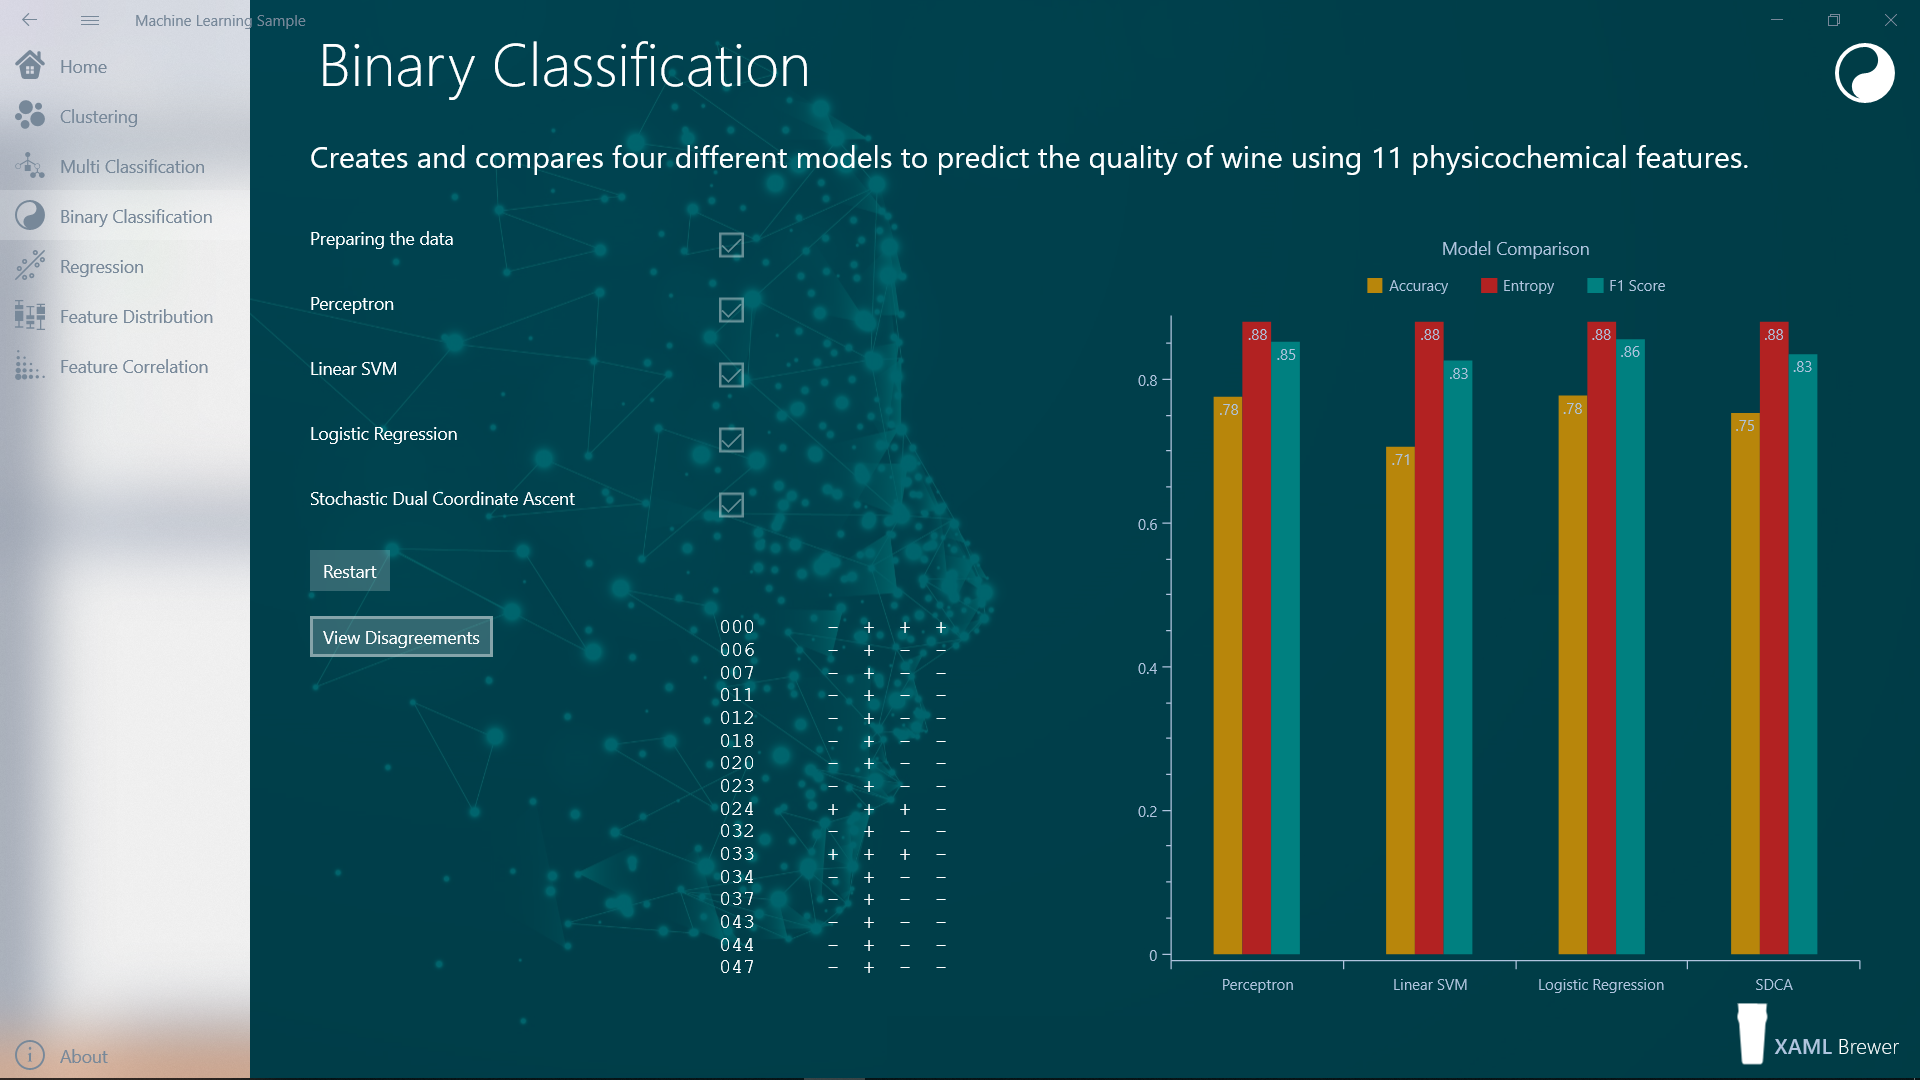 Machine Learning Sample
Home
Clustering
Multi Classification
Binary Classification
Regression
Feature Distribution
Feature Correlation
About
Binary Classification
Creates and compares four different models to predict the quality of wine using 11 physicochemical features.
Preparing the data
Perceptron
Linear SVM
Logistic Regression
Stochastic Dual Coordinate Ascent
Restart
View Disagreements
000 - + + +
006 - + - -
007 - + - -
011 - + - -
012 - + - -
018 - + - -
020 - + - -
023 - + - -
024 + + + -
032 - + - -
033 + + + -
034 - + - -
037 - + - -
043 - + - -
044 - + - -
047 - + - -
Model Comparison
Accuracy Entropy F1 Score
0.8
0.6
0.4
0.2
0
.78 .88 .85
.71 .88 .83
.78 .88 .86
.75 .88 .83
Perceptron Linear SVM Logistic Regression SDCA
XAML Brewer